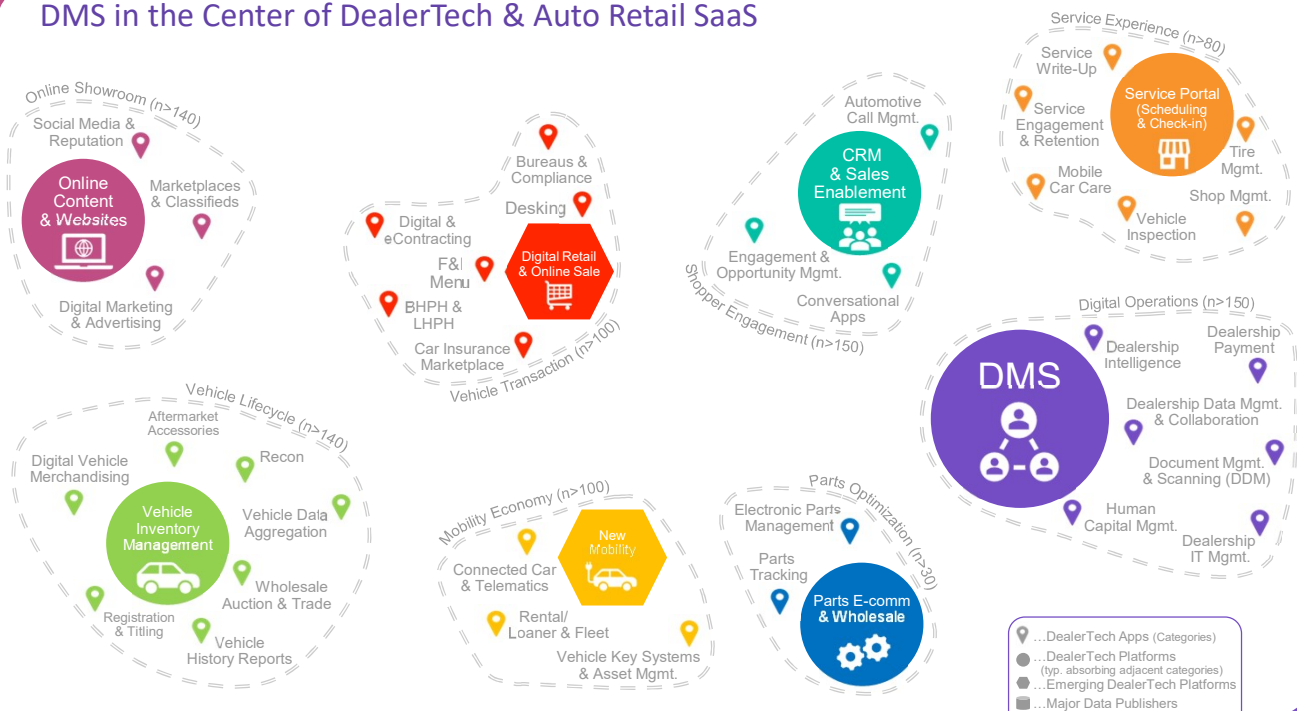 DMS in the Center of DealerTech & Auto Retail SaaS
Online Showroom (n>140)
Social Media &
Reputation
Online
Content
& Websites
Marketplaces
& Classifieds
Digital Marketing
& Advertising
Bureaus &
Compliance
Desking
Digital &
eContracting
F&I
Menu
Digital Retail
& Online Sale
BHPH &
LHPH
Car Insurance
Marketplace
Vehicle Transaction (n>100)
Automotive
Call Mgmt.
CRM
& Sales
Enablement
Engagement &
Opportunity Mgmt.
Conversational
Apps
Shopper Engagement (n>150)
Service Experience (n>80)
Service
Write-Up
Service Portal
(Scheduling
& Check-in)
Service
Engagement
& Retention
Tire
Mgmt.
Mobile
Car Care
Shop Mgmt.
Vehicle
Inspection
Digital Operations (n>150)
DMS
Dealership
Intelligence
Dealership
Payment
Dealership Data Mgmt.
& Collaboration
Document Mgmt.
& Scanning (DDM)
Human
Capital Mgmt.
Dealership
IT Mgmt.
Vehicle Lifecycle (n>140)
Aftermarket
Accessories
Recon
Digital Vehicle
Merchandising
Vehicle
Inventory
Management
Vehicle Data
Aggregation
Wholesale
Auction & Trade
Registration
& Titling
Vehicle
History Reports
Mobility Economy (n>100)
New
Mobility
Connected Car
& Telematics
Rental/
Loaner & Fleet
Vehicle Key Systems
& Asset Mgmt.
Parts Optimization (n>30)
Electronic Parts
Management
Parts
Tracking
Parts E-comm
& Wholesale
...DealerTech Apps (Categories)
...DealerTech Platforms
(typ. absorbing adjacent categories)
...Emerging DealerTech Platforms
...Major Data Publishers